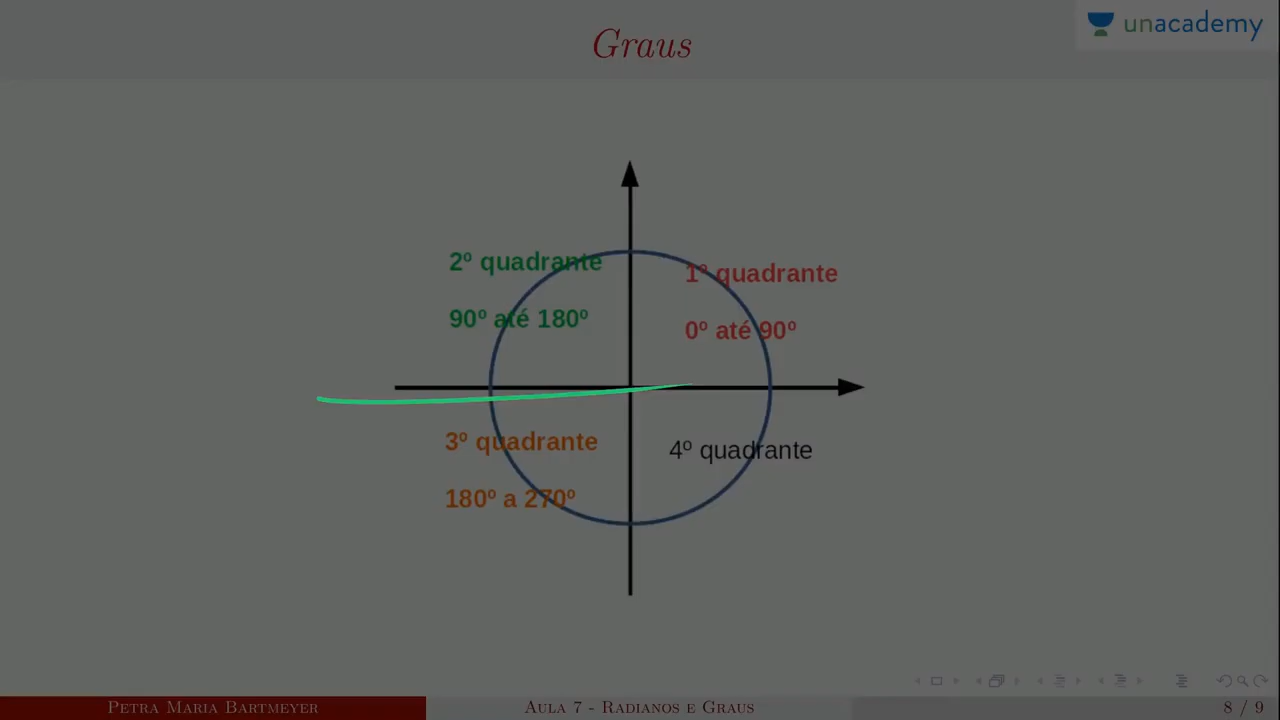 Graus
unacademy
2º quadrante
90º até 180º
1º quadrante
0º até 90º
3º quadrante
180º a 270º
4º quadrante
Petra Maria Bartmeyer
Aula 7 - Radianos e Graus
8 / 9